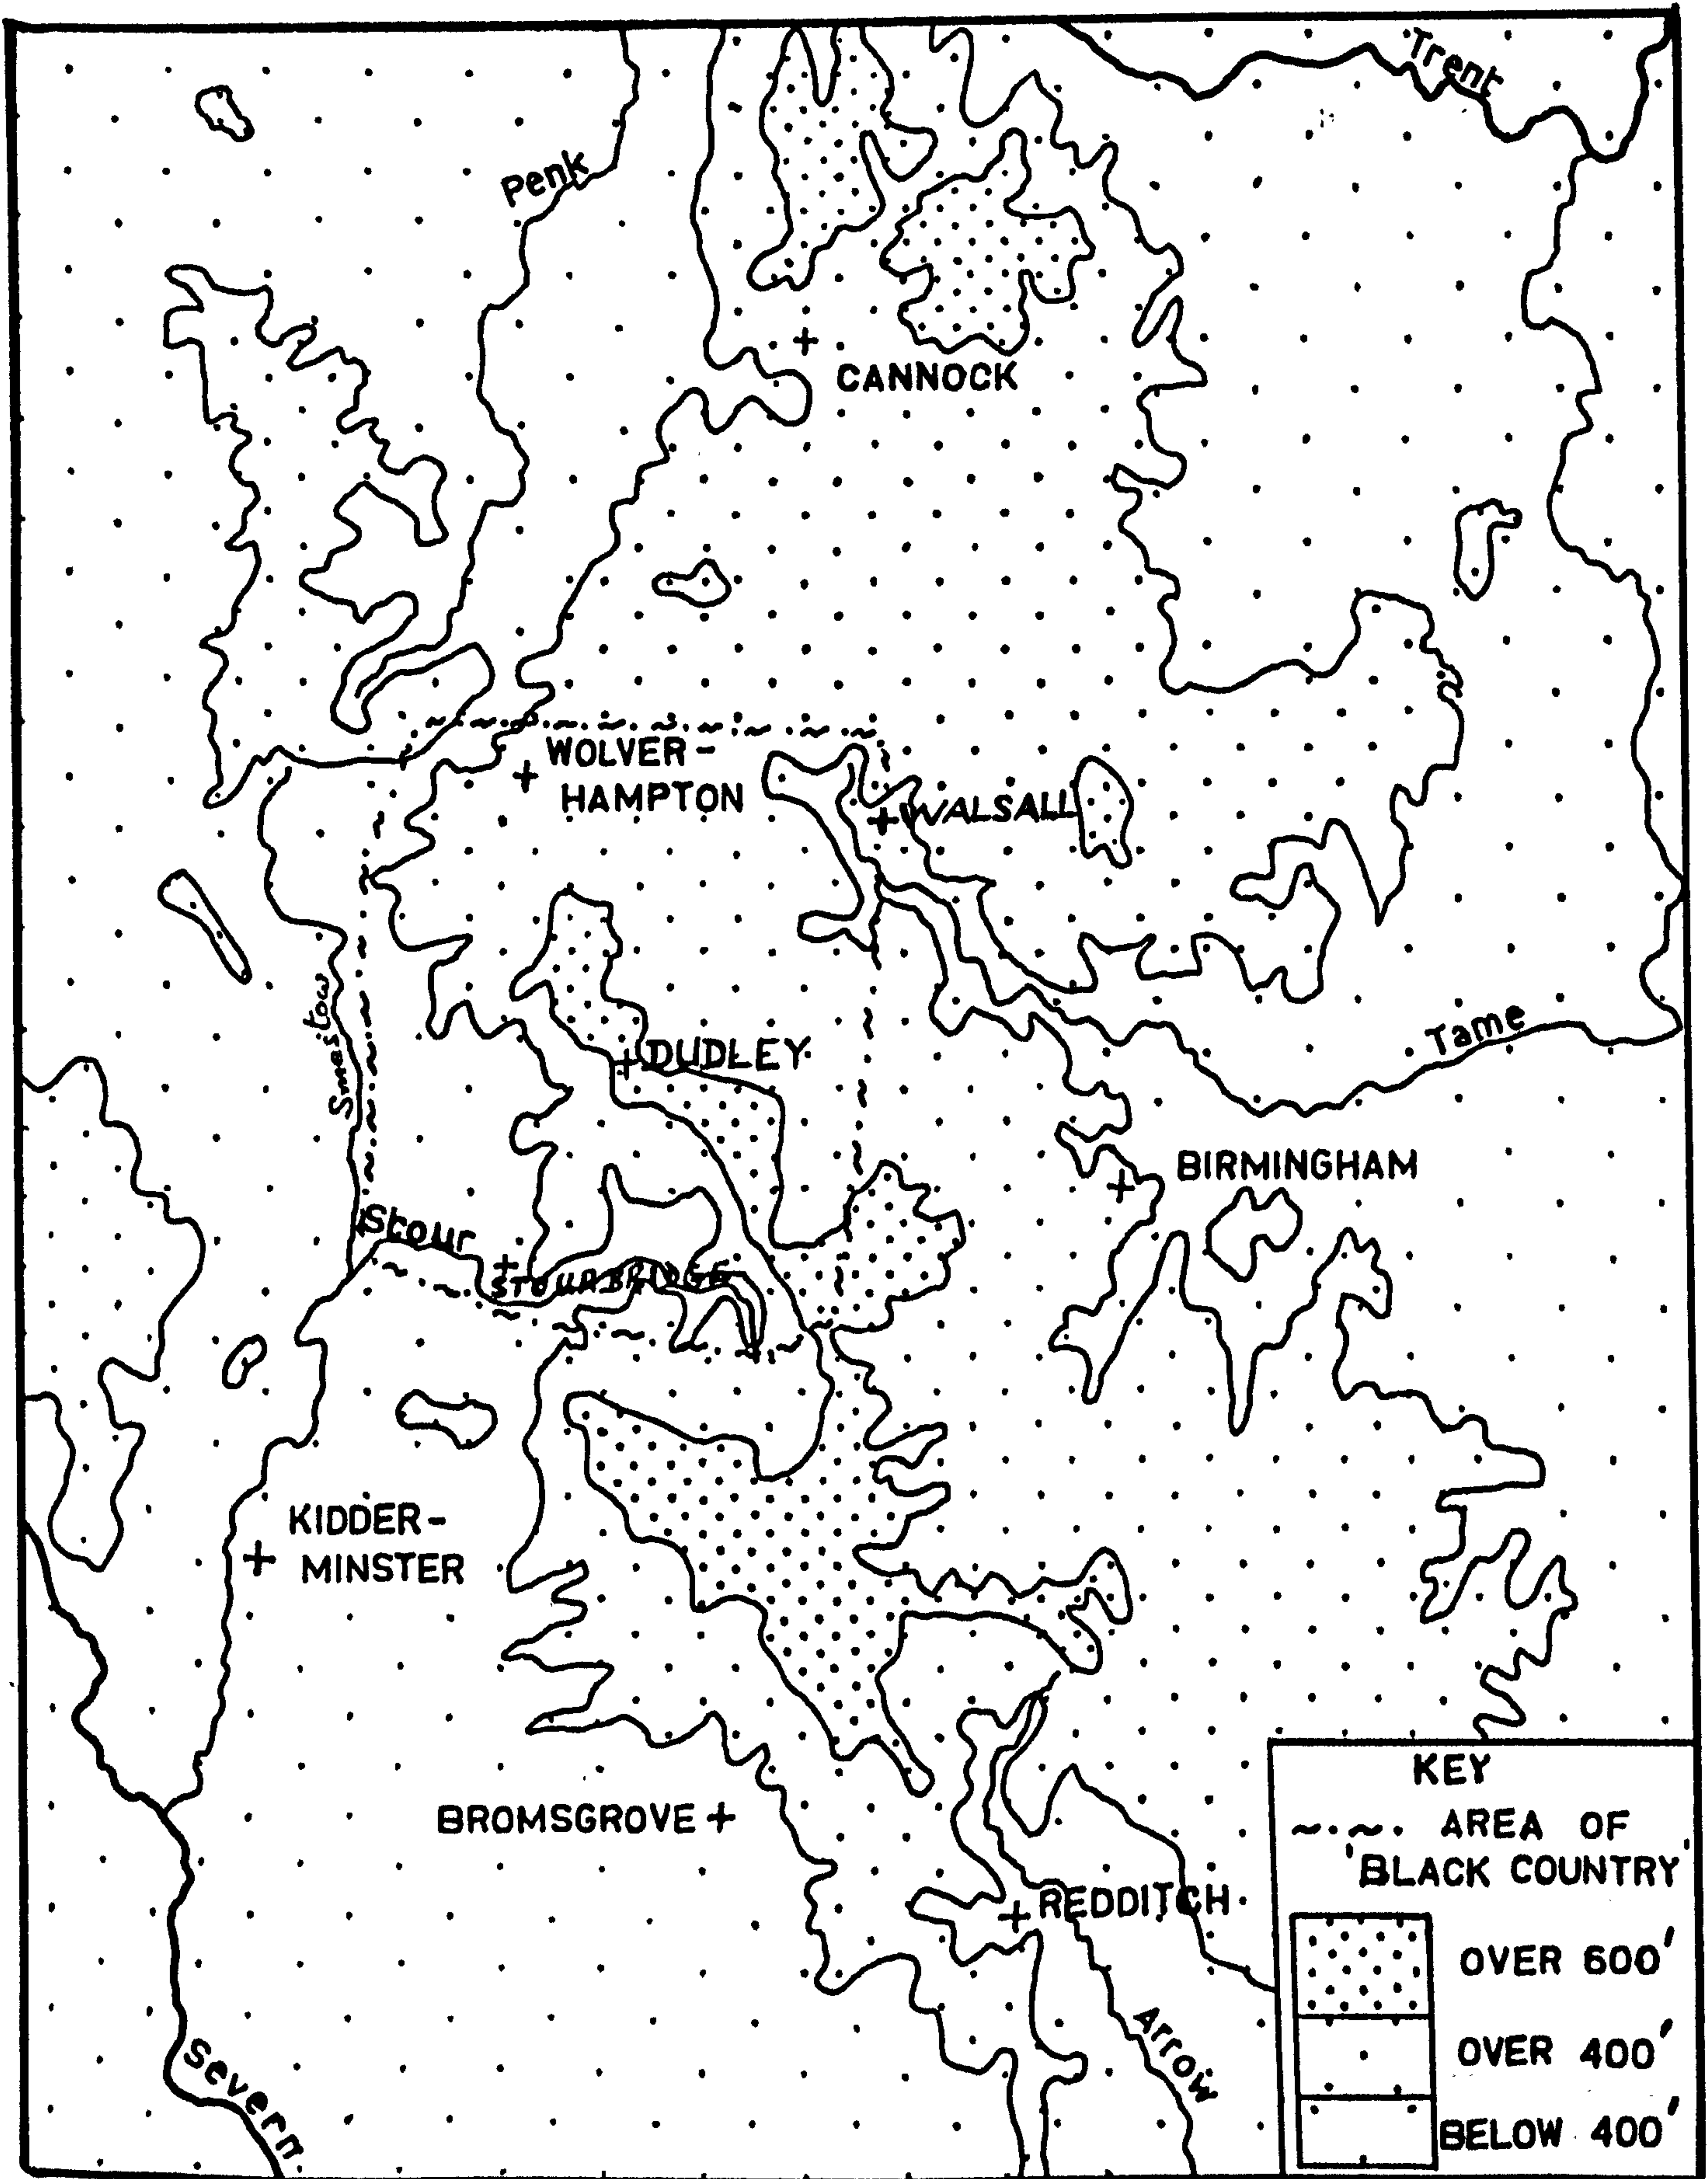 Trent
Penk
CANNOCK
WOLVER-
HAMPTON
WALSALL
Smestow
DUDLEY
Tame
BIRMINGHAM
Stour
STOURBRIDGE
KIDDER-
MINSTER
BROMSGROVE
REDDITCH
Arrow
Severn
KEY
AREA OF
'BLACK COUNTRY'
OVER 600'
OVER 400'
BELOW 400'